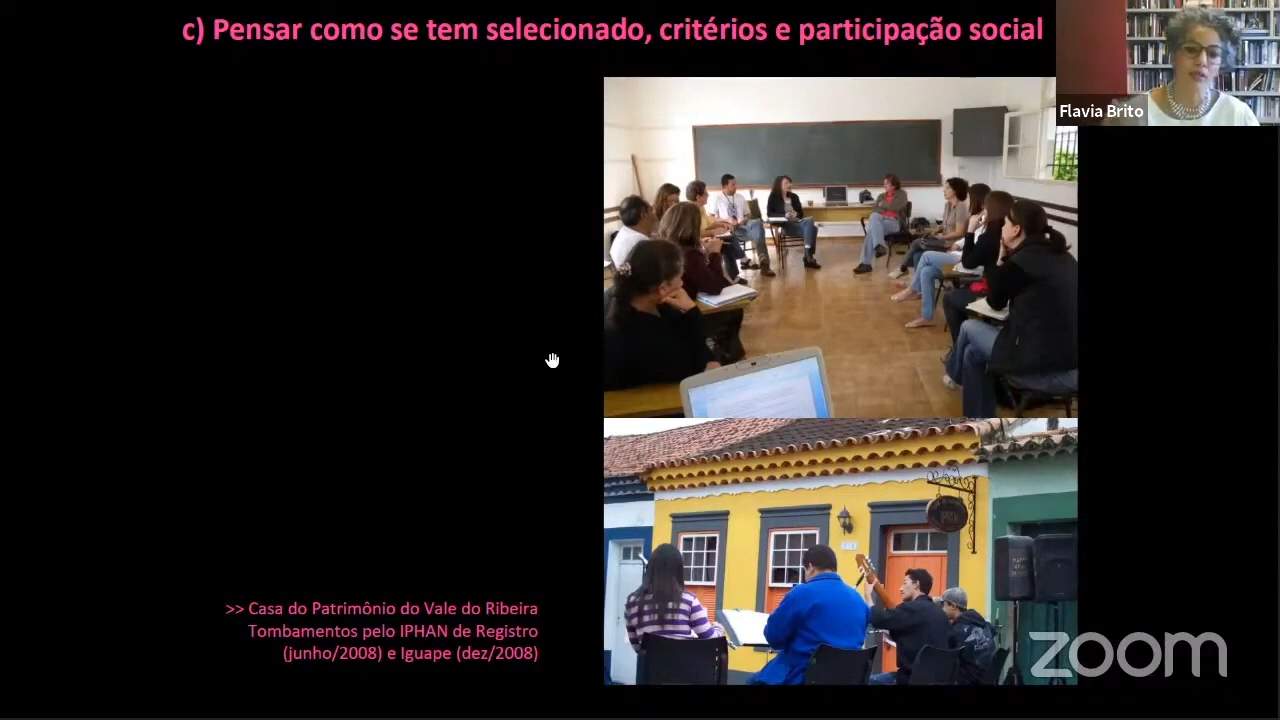 c) Pensar como se tem selecionado, critérios e participação social
Flavia Brito
>> Casa do Patrimônio do Vale do Ribeira
Tombamentos pelo IPHAN de Registro
(junho/2008) e Iguape (dez/2008)
zoom